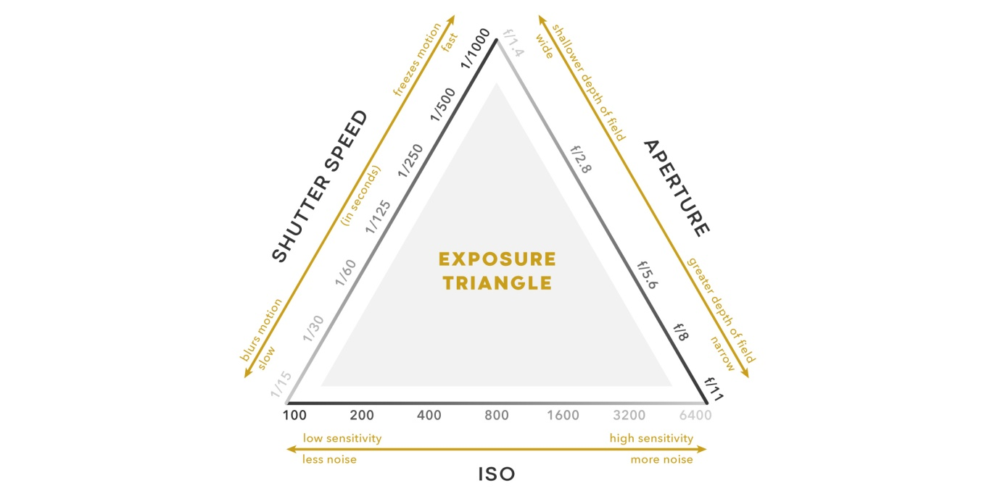 SHUTTER SPEED
freezes motion
fast
(in seconds)
blurs motion
slow
1/1000
1/500
1/250
1/125
1/60
1/30
1/15
APERTURE
shallower depth of field
wide
greater depth of field
narrow
f/1.4
f/2.8
f/5.6
f/8
f/11
EXPOSURE
TRIANGLE
100 200 400 800 1600 3200 6400
low sensitivity high sensitivity
less noise more noise
ISO